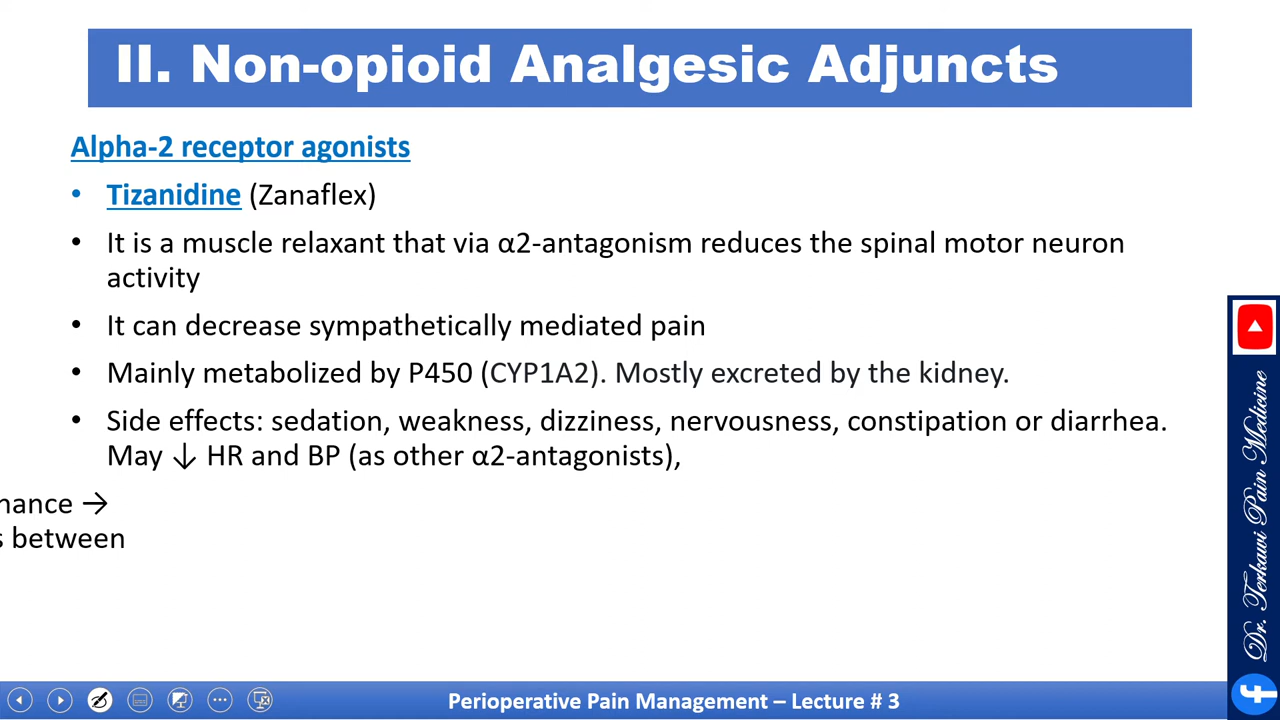 II. Non-opioid Analgesic Adjuncts
Alpha-2 receptor agonists
• Tizanidine (Zanaflex)
• It is a muscle relaxant that via α2-antagonism reduces the spinal motor neuron
activity
• It can decrease sympathetically mediated pain
• Mainly metabolized by P450 (CYP1A2). Mostly excreted by the kidney.
• Side effects: sedation, weakness, dizziness, nervousness, constipation or diarrhea.
May ↓ HR and BP (as other α2-antagonists),
→
between
Dr. Terkawi Pain Medicine
Perioperative Pain Management – Lecture # 3